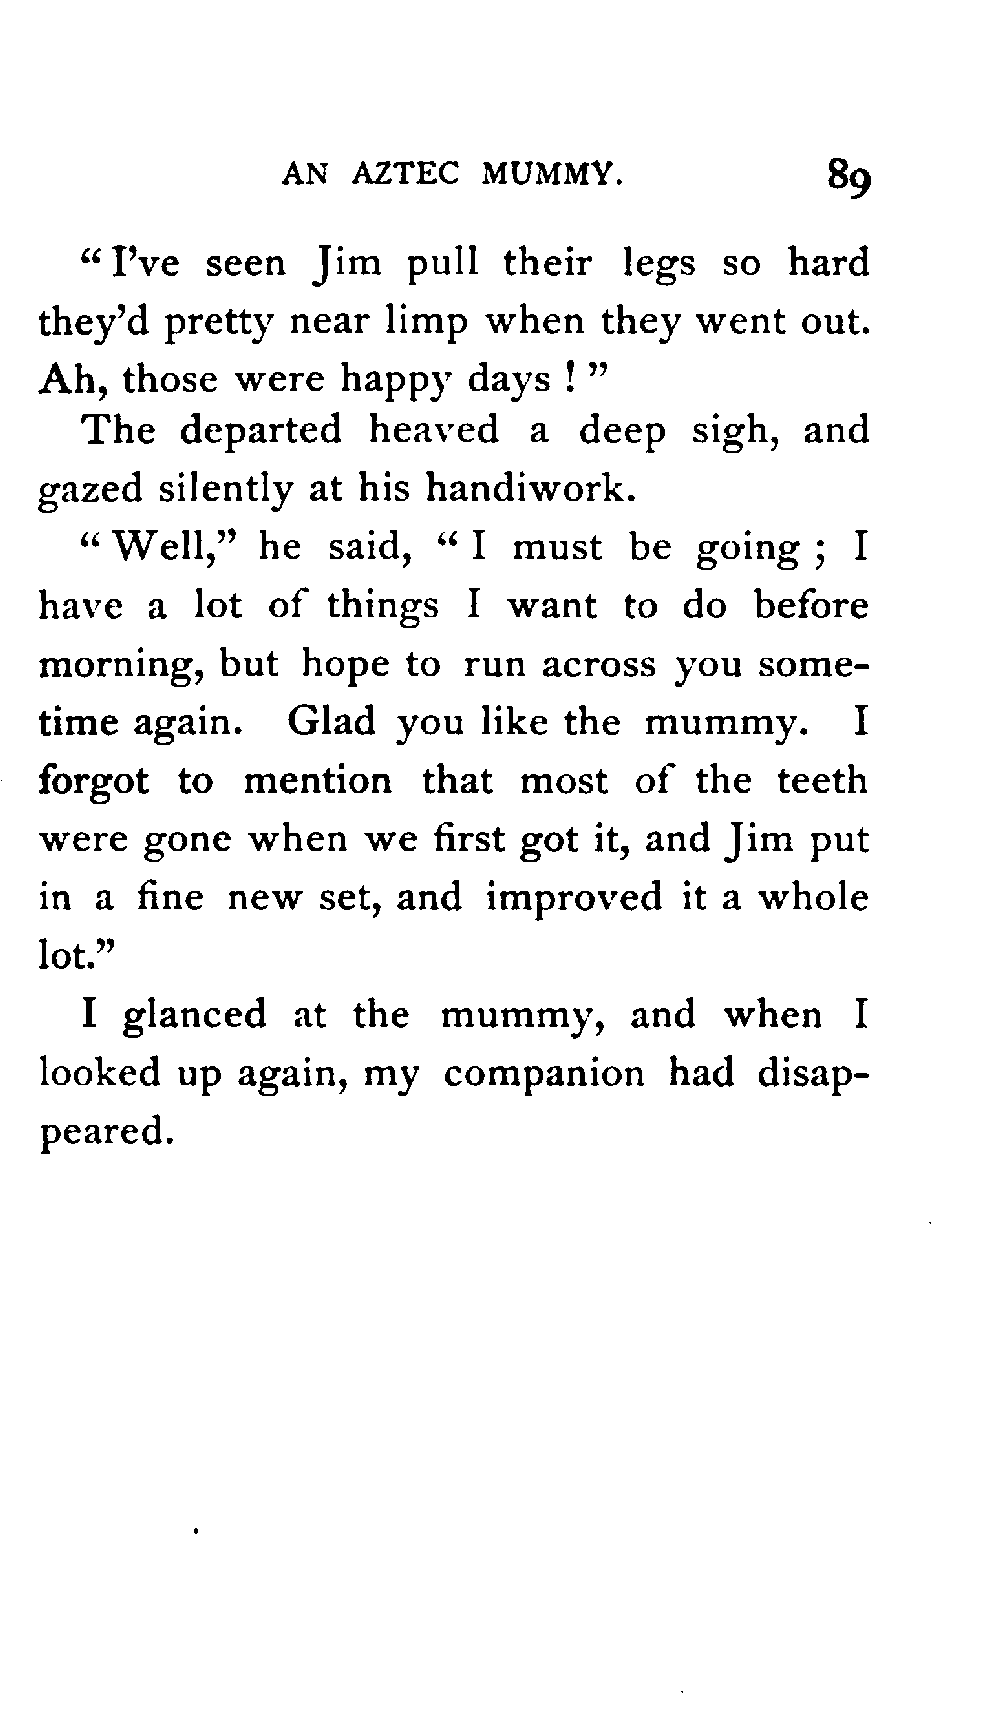 AN AZTEC MUMMY. 89
“ I’ve seen Jim pull their legs so hard
they’d pretty near limp when they went out.
Ah, those were happy days ! ”
The departed heaved a deep sigh, and
gazed silently at his handiwork.
“ Well,” he said, “ I must be going ; I
have a lot of things I want to do before
morning, but hope to run across you some-
time again. Glad you like the mummy. I
forgot to mention that most of the teeth
were gone when we first got it, and Jim put
in a fine new set, and improved it a whole
lot.”
I glanced at the mummy, and when I
looked up again, my companion had disap-
peared.